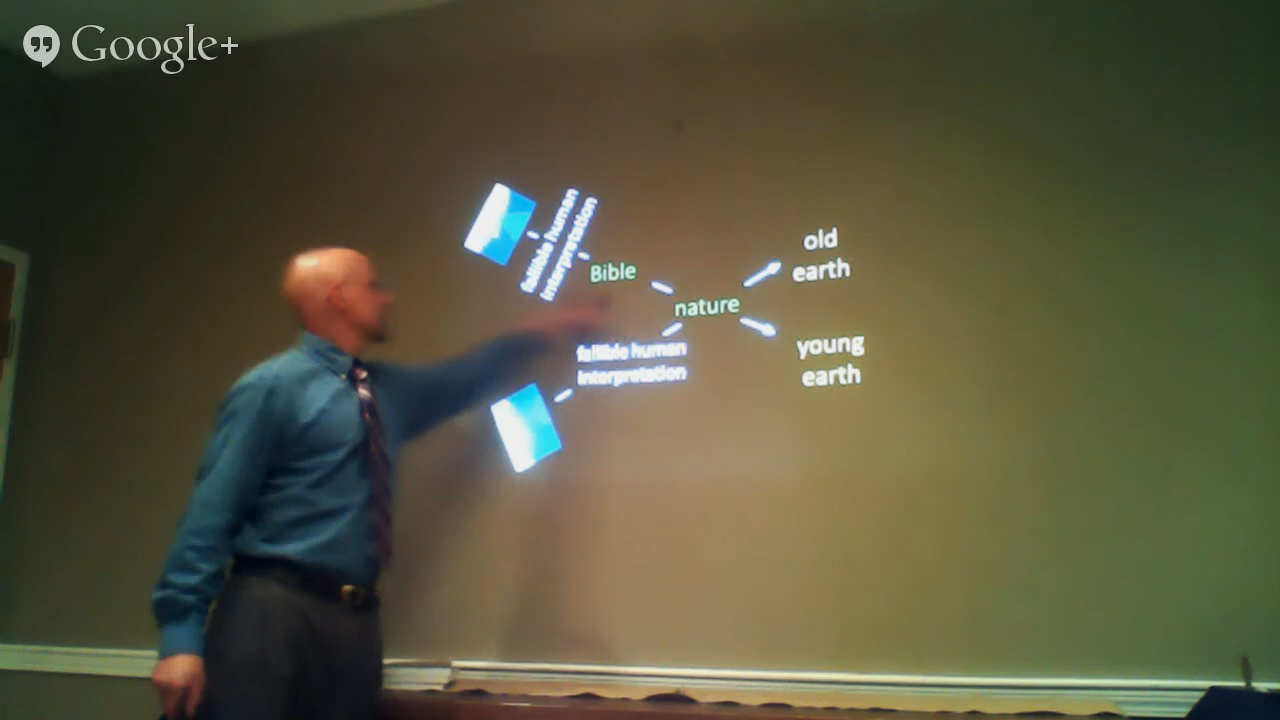 Google+
fallible human
interpretation
Bible
nature
old
earth
fallible human
interpretation
young
earth